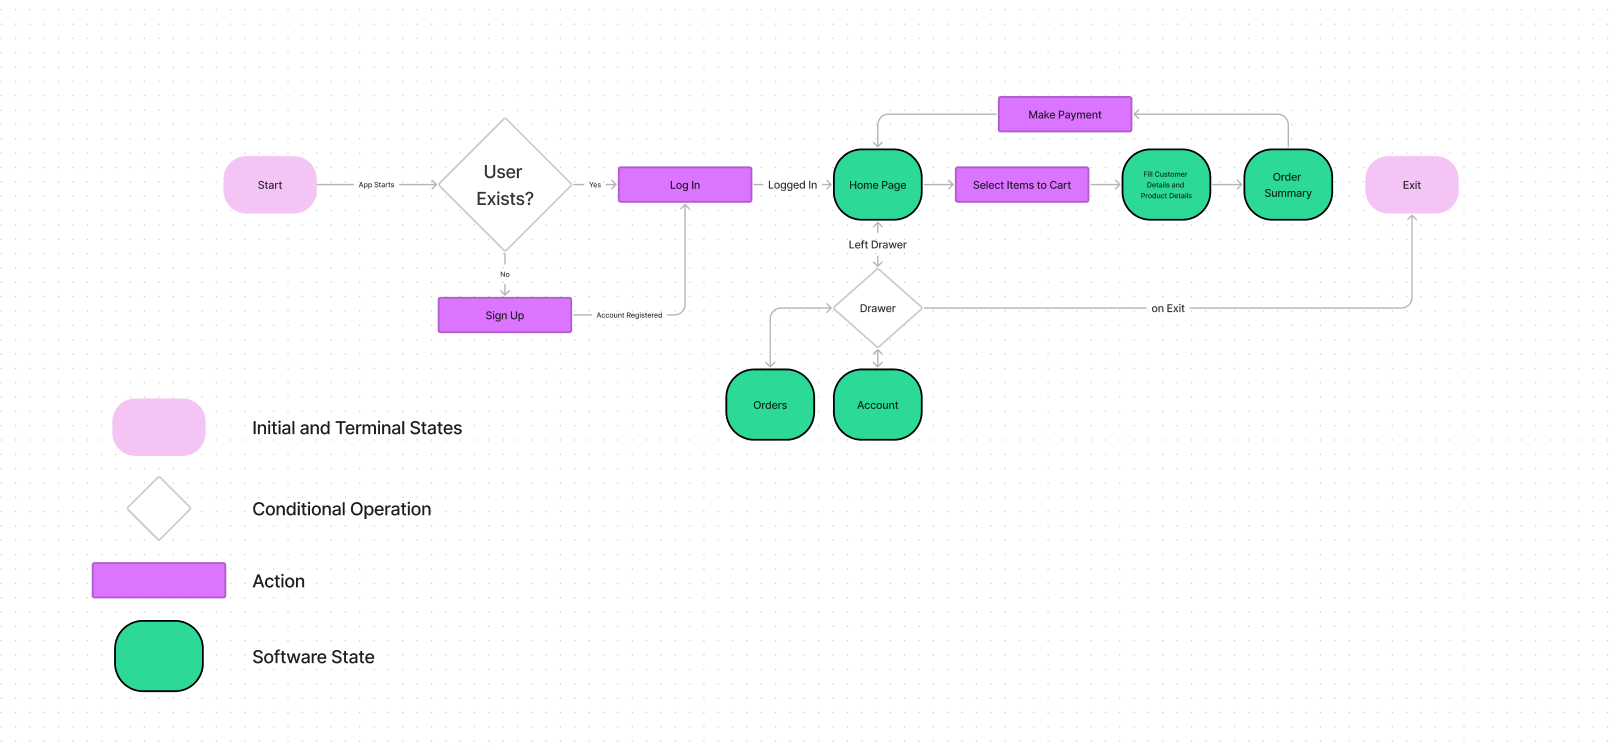 Make Payment
Start
App Starts
User
Exists?
Yes
Log In
Logged In
Home Page
Select Items to Cart
Fill Customer
Details and
Product Details
Order
Summary
Exit
Left Drawer
No
Sign Up
Account Registered
Drawer
on Exit
Orders
Account
Initial and Terminal States
Conditional Operation
Action
Software State